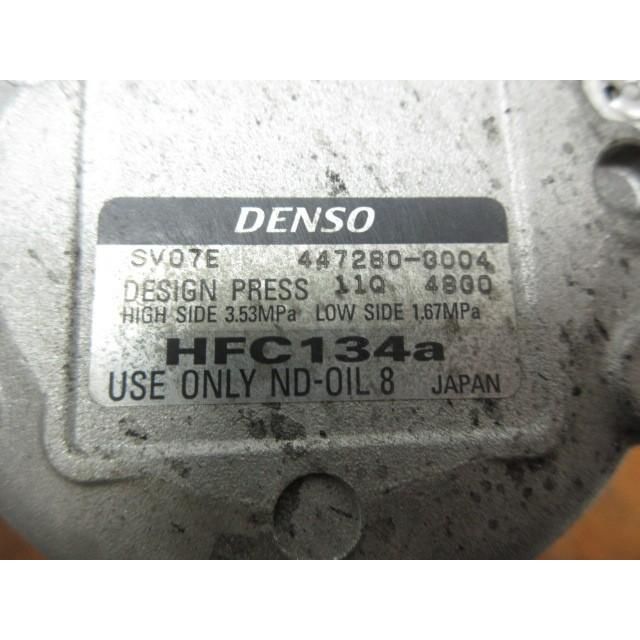 DENSO
SV07E 447280-0004
DESIGN PRESS 11Q 4800
HIGH SIDE 3.53MPa LOW SIDE 1.67MPa
HFC134a
USE ONLY ND-OIL 8 JAPAN